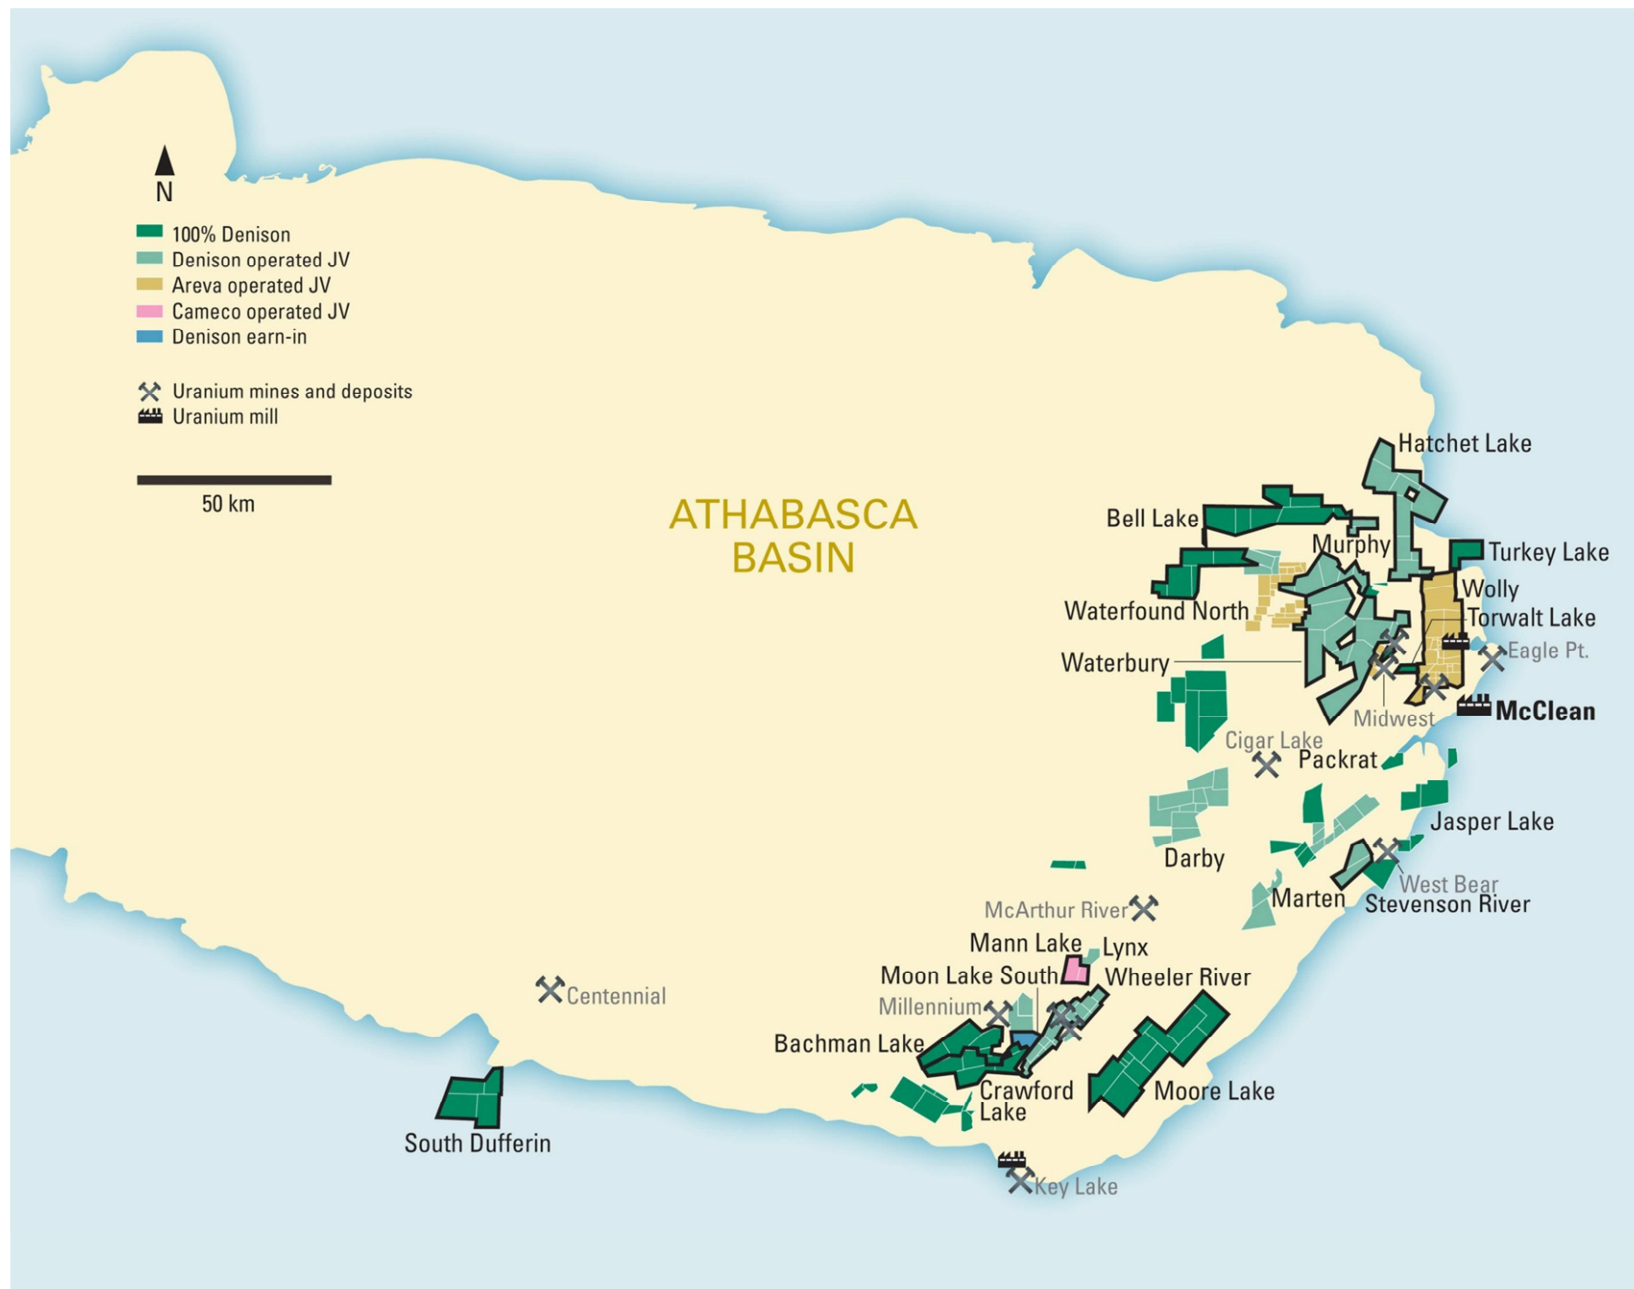 N
100% Denison
Denison operated JV
Areva operated JV
Cameco operated JV
Denison earn-in
Uranium mines and deposits
Uranium mill
50 km
ATHABASCA
BASIN
Hatchet Lake
Bell Lake
Murphy
Turkey Lake
Wolly
Waterfound North
Torwalt Lake
Eagle Pt.
Waterbury
McClean
Midwest
Cigar Lake
Packrat
Jasper Lake
Darby
West Bear
Marten
Stevenson River
McArthur River
Mann Lake
Lynx
Moon Lake South
Wheeler River
Centennial
Millennium
Bachman Lake
Crawford
Lake
Moore Lake
South Dufferin
Key Lake